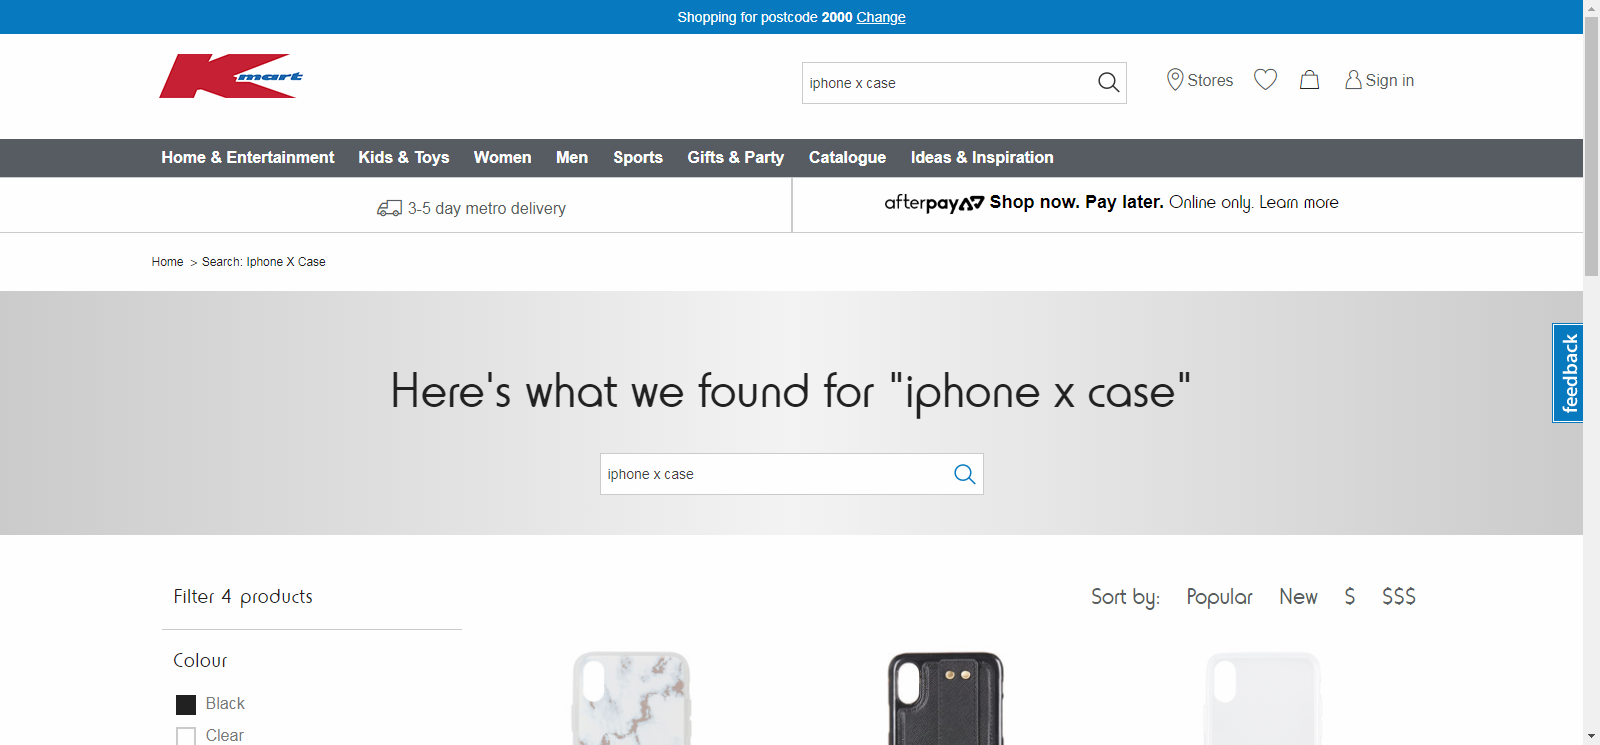 Shopping for postcode 2000 Change
Kmart
iphone x case
Stores
Sign in
Home & Entertainment Kids & Toys Women Men Sports Gifts & Party Catalogue Ideas & Inspiration
3-5 day metro delivery
afterpay Shop now. Pay later. Online only. Learn more
Home > Search: Iphone X Case
feedback
Here's what we found for "iphone x case"
iphone x case
Filter 4 products
Sort by: Popular New $ $$$
Colour
Black
Clear